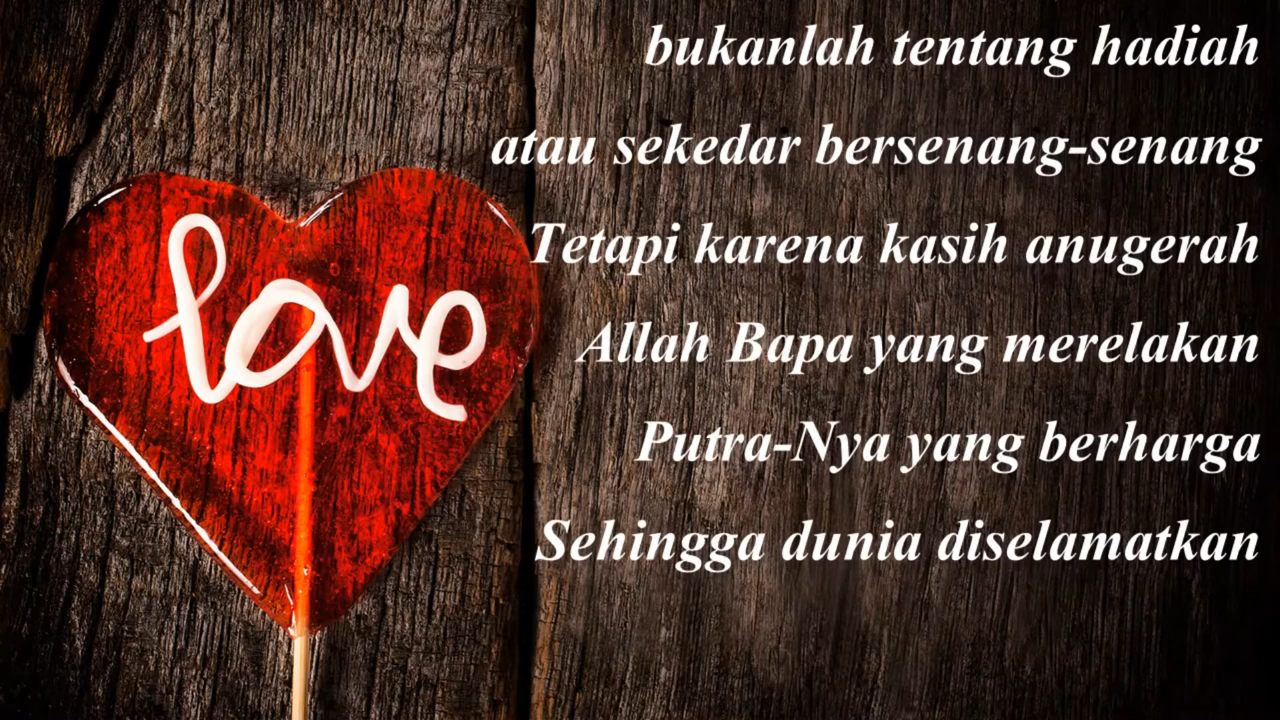 bukanlah tentang hadiah
atau sekedar bersenang-senang
Tetapi karena kasih anugerah
Allah Bapa yang merelakan
Putra-Nya yang berharga
Sehingga dunia diselamatkan
love